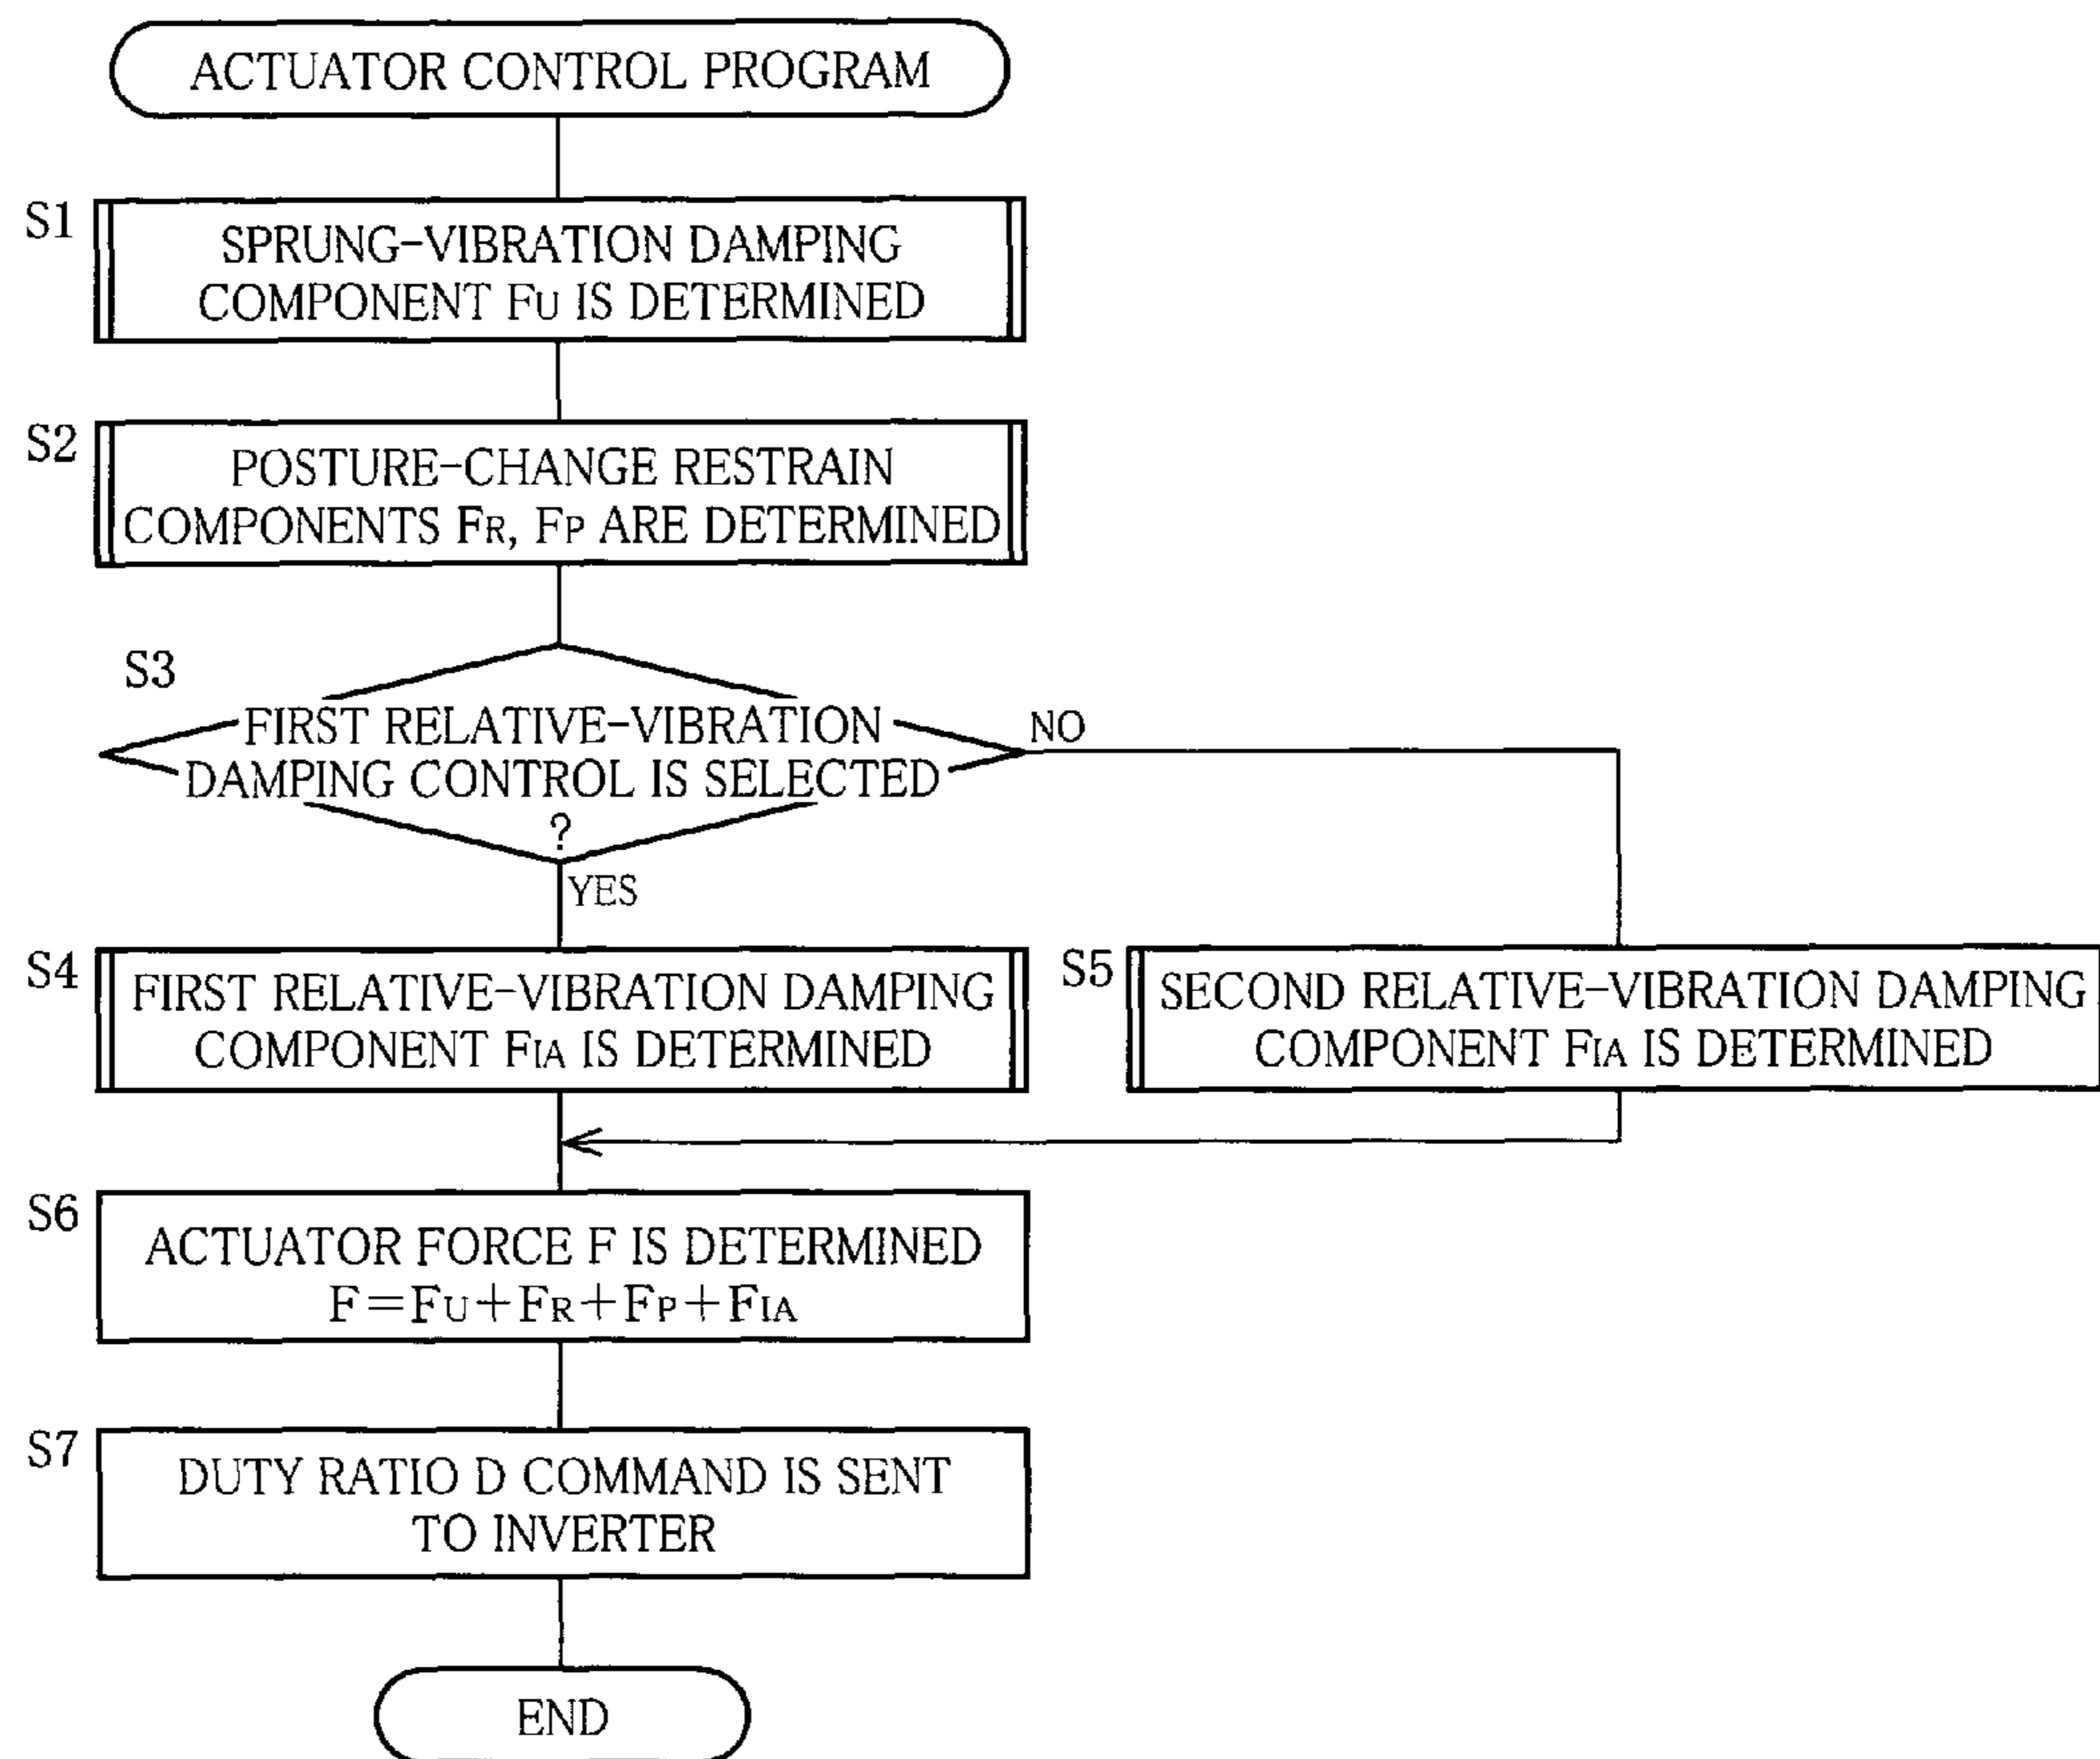 ACTUATOR CONTROL PROGRAM
S1
SPRUNG-VIBRATION DAMPING
COMPONENT FU IS DETERMINED
S2
POSTURE-CHANGE RESTRAIN
COMPONENTS FR, FP ARE DETERMINED
S3
FIRST RELATIVE-VIBRATION
DAMPING CONTROL IS SELECTED
?
NO
YES
S4
FIRST RELATIVE-VIBRATION DAMPING
COMPONENT FIA IS DETERMINED
S5
SECOND RELATIVE-VIBRATION DAMPING
COMPONENT FIA IS DETERMINED
S6
ACTUATOR FORCE F IS DETERMINED
F=FU+FR+FP+FIA
S7
DUTY RATIO D COMMAND IS SENT
TO INVERTER
END